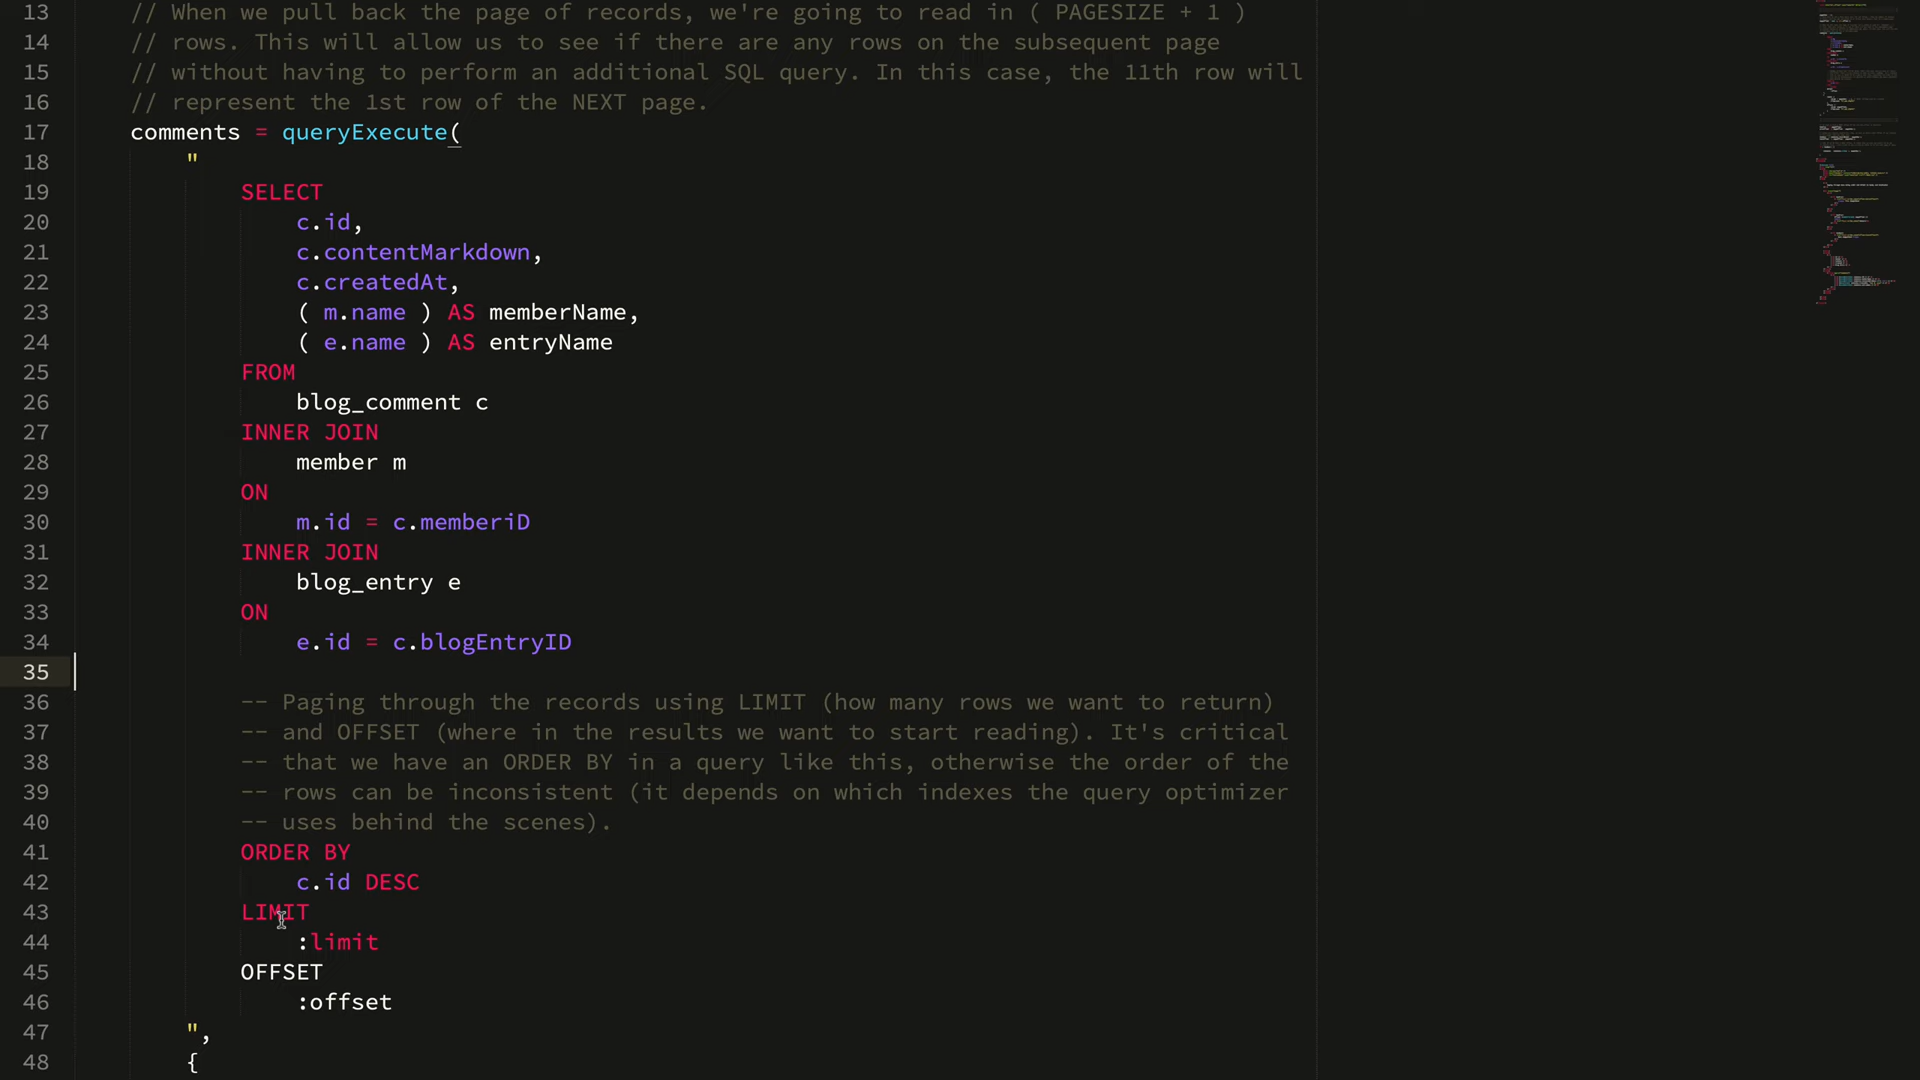 13 // When we pull back the page of records, we're going to read in ( PAGESIZE + 1 )
14 // rows. This will allow us to see if there are any rows on the subsequent page
15 // without having to perform an additional SQL query. In this case, the 11th row will
16 // represent the 1st row of the NEXT page.
17 comments = queryExecute(
18 "
19 SELECT
20 c.id,
21 c.contentMarkdown,
22 c.createdAt,
23 ( m.name ) AS memberName,
24 ( e.name ) AS entryName
25 FROM
26 blog_comment c
27 INNER JOIN
28 member m
29 ON
30 m.id = c.memberiD
31 INNER JOIN
32 blog_entry e
33 ON
34 e.id = c.blogEntryID
35
36 -- Paging through the records using LIMIT (how many rows we want to return)
37 -- and OFFSET (where in the results we want to start reading). It's critical
38 -- that we have an ORDER BY in a query like this, otherwise the order of the
39 -- rows can be inconsistent (it depends on which indexes the query optimizer
40 -- uses behind the scenes).
41 ORDER BY
42 c.id DESC
43 LIMIT
44 :limit
45 OFFSET
46 :offset
47 ",
48 {